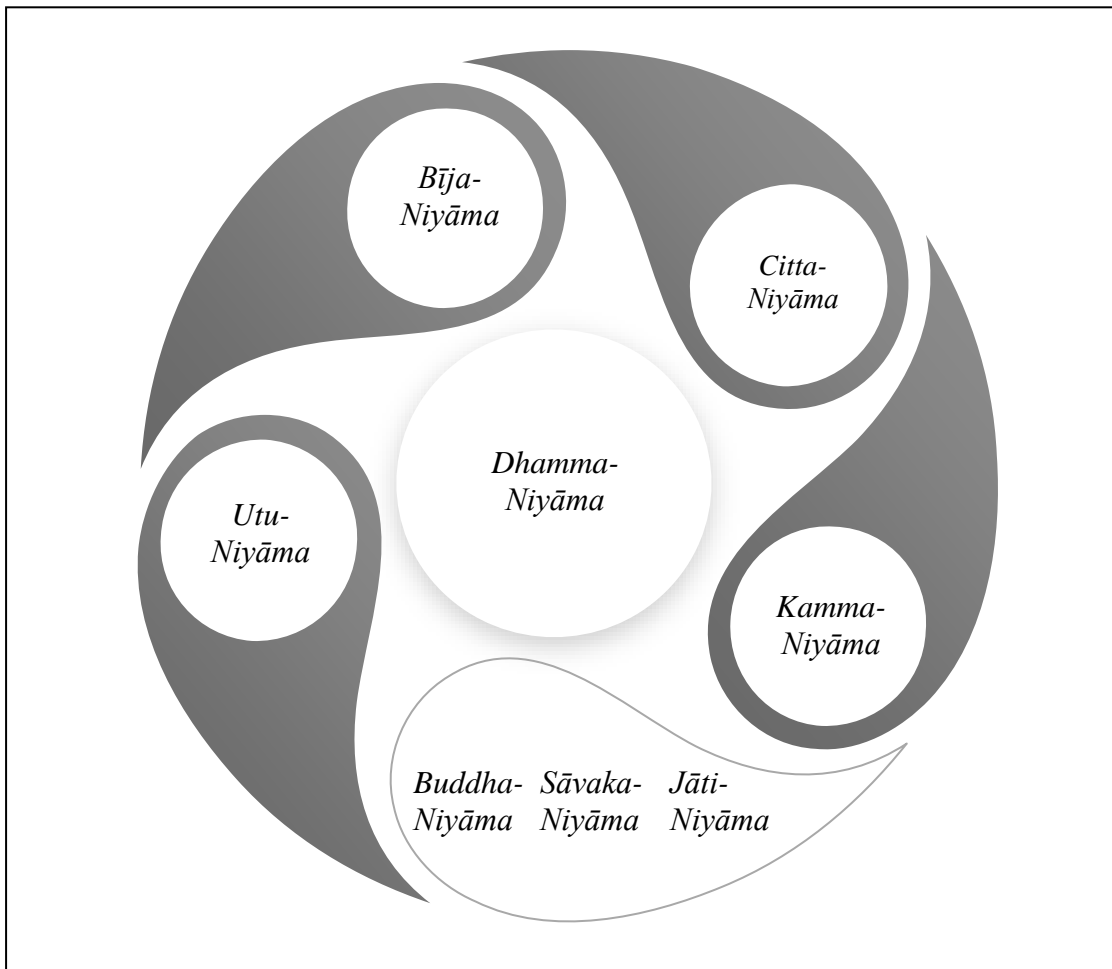 Bīja-
Niyāma
Citta-
Niyāma
Dhamma-
Niyāma
Utu-
Niyāma
Kamma-
Niyāma
Buddha- Sāvaka- Jāti-
Niyāma Niyāma Niyāma